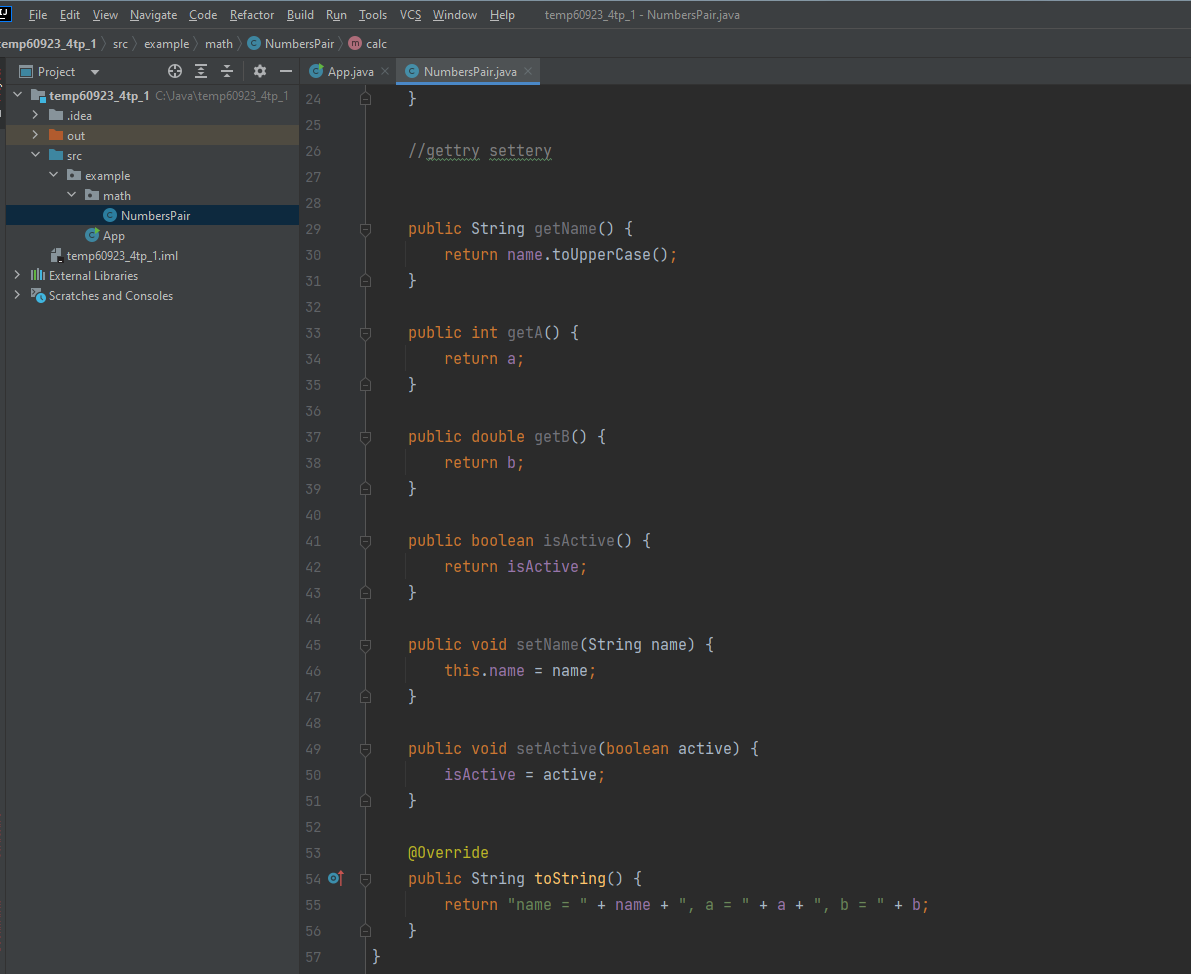 File Edit View Navigate Code Refactor Build Run Tools VCS Window Help temp60923_4tp_1 - NumbersPair.java
temp60923_4tp_1 src example math NumbersPair calc
Project
App.java NumbersPair.java
temp60923_4tp_1 C:\Java\temp60923_4tp_1
.idea
out
src
example
math
NumbersPair
App
temp60923_4tp_1.iml
External Libraries
Scratches and Consoles
24 }
25
26 //gettry settery
27
28
29 public String getName() {
30 return name.toUpperCase();
31 }
32
33 public int getA() {
34 return a;
35 }
36
37 public double getB() {
38 return b;
39 }
40
41 public boolean isActive() {
42 return isActive;
43 }
44
45 public void setName(String name) {
46 this.name = name;
47 }
48
49 public void setActive(boolean active) {
50 isActive = active;
51 }
52
53 @Override
54 public String toString() {
55 return "name = " + name + ", a = " + a + ", b = " + b;
56 }
57 }